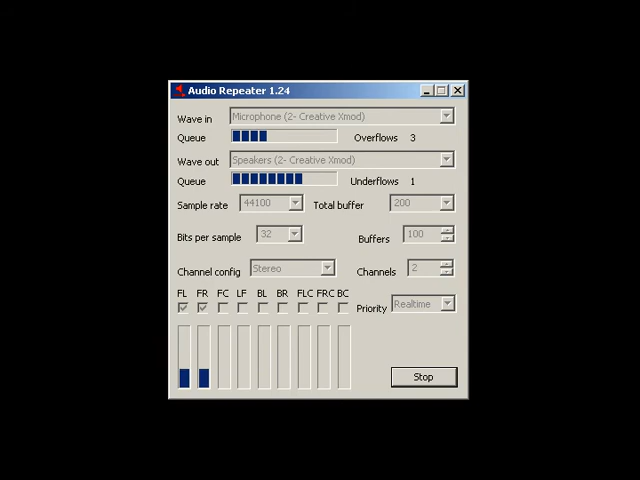 Audio Repeater 1.24
Wave in Microphone (2- Creative Xmod)
Queue Overflows 3
Wave out Speakers (2- Creative Xmod)
Queue Underflows 1
Sample rate 44100 Total buffer 200
Bits per sample 32 Buffers 100
Channel config Stereo Channels 2
FL FR FC LF BL BR FLC FRC BC
Priority Realtime
Stop